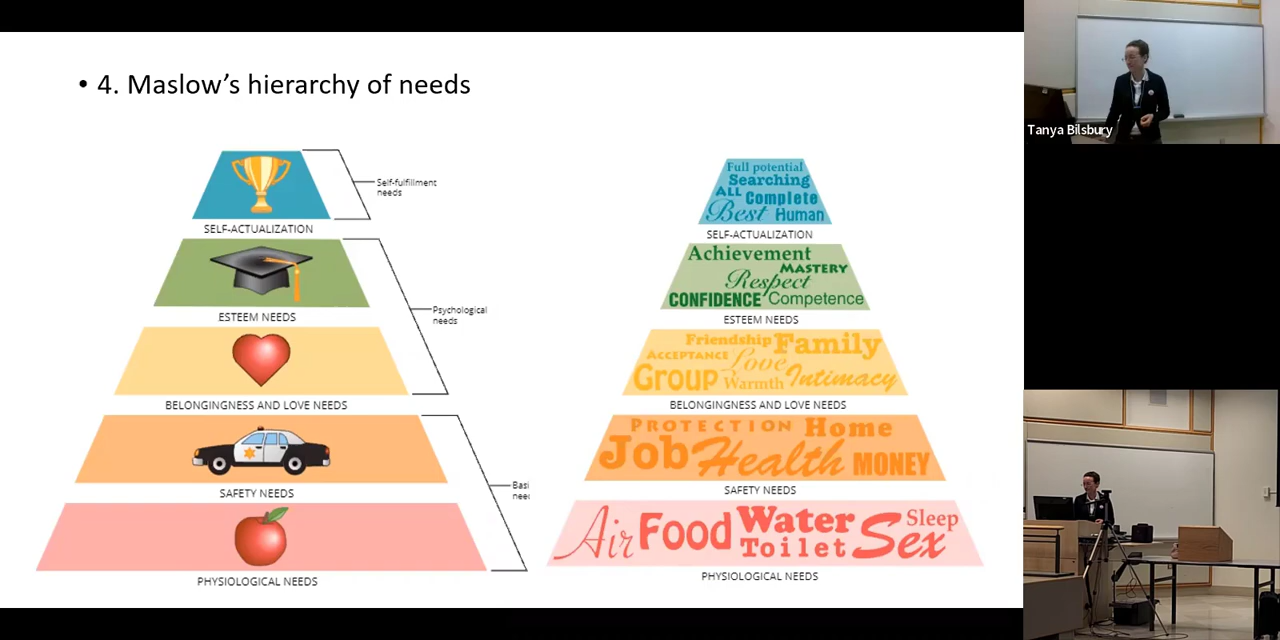 • 4. Maslow’s hierarchy of needs
Self-fulfillment
needs
SELF-ACTUALIZATION
Psychological
needs
ESTEEM NEEDS
BELONGINGNESS AND LOVE NEEDS
SAFETY NEEDS
Basi
nee
PHYSIOLOGICAL NEEDS
Full potential
Searching
ALL Complete
Best Human
SELF-ACTUALIZATION
Achievement
MASTERY
Respect
CONFIDENCE Competence
ESTEEM NEEDS
Friendship Family
ACCEPTANCE Love
Group Warmth Intimacy
BELONGINGNESS AND LOVE NEEDS
PROTECTION Home
Job Health MONEY
SAFETY NEEDS
Air Food Water Sex Sleep
Toilet
PHYSIOLOGICAL NEEDS
Tanya Bilsbury